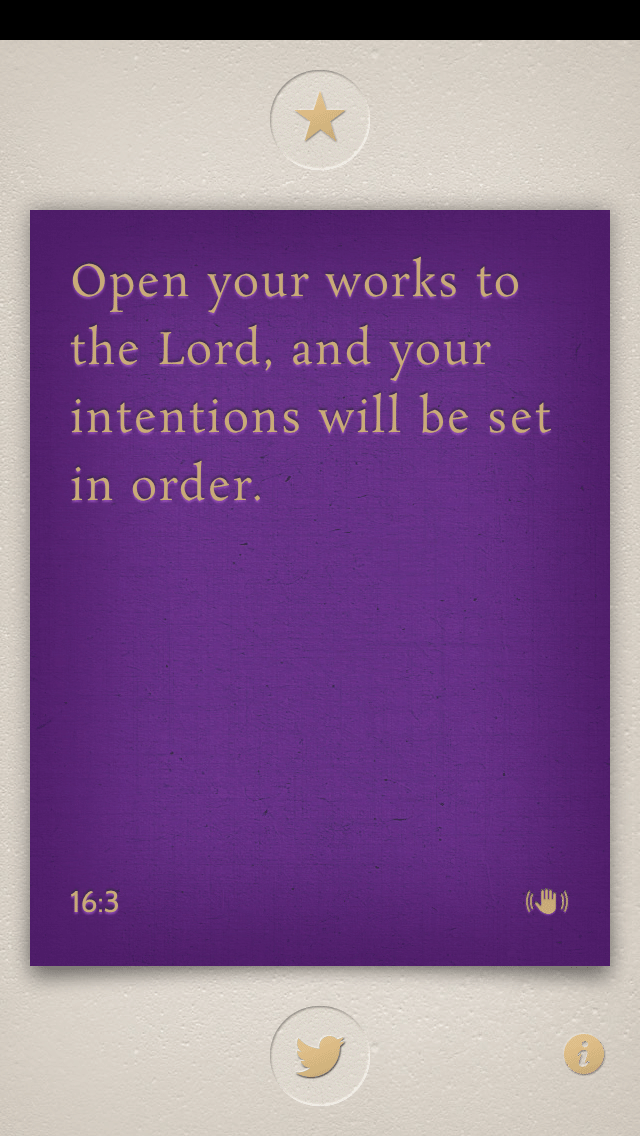 Open your works to
the Lord, and your
intentions will be set
in order.
16:3
i